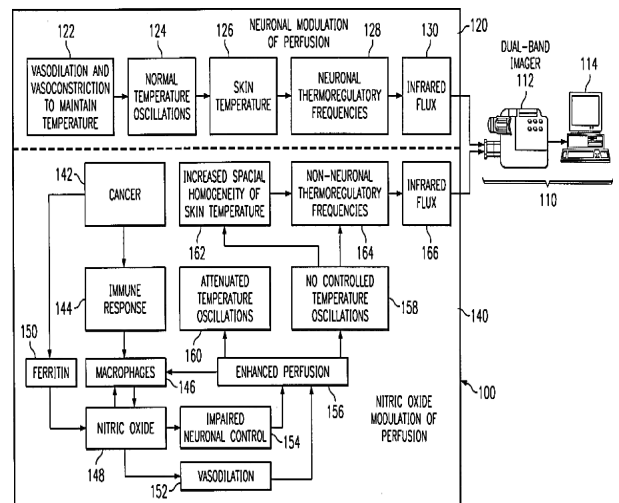 NEURONAL MODULATION
OF PERFUSION
120
122
124
126
128
130
VASODILATION AND
VASOCONSTRICTION
TO MAINTAIN
TEMPERATURE
NORMAL
TEMPERATURE
OSCILLATIONS
SKIN
TEMPERATURE
NEURONAL
THERMOREGULATORY
FREQUENCIES
INFRARED
FLUX
DUAL-BAND
IMAGER
112
114
110
142
CANCER
INCREASED SPACIAL
HOMOGENEITY OF
SKIN TEMPERATURE
162
NON-NEURONAL
THERMOREGULATORY
FREQUENCIES
164
INFRARED
FLUX
166
144
IMMUNE
RESPONSE
ATTENUATED
TEMPERATURE
OSCILLATIONS
160
NO CONTROLLED
TEMPERATURE
OSCILLATIONS
158
140
150
FERRITIN
MACROPHAGES
146
ENHANCED PERFUSION
156
100
NITRIC OXIDE
148
IMPAIRED
NEURONAL CONTROL
154
NITRIC OXIDE
MODULATION OF
PERFUSION
VASODILATION
152